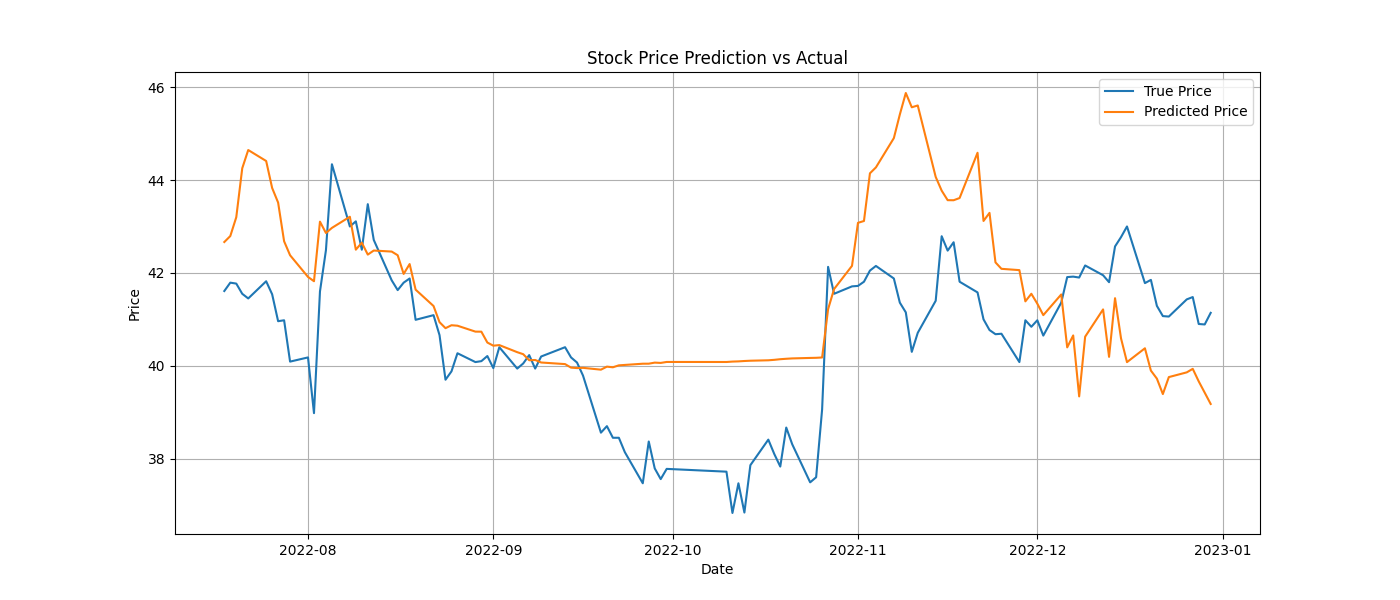 Stock Price Prediction vs Actual
True Price
Predicted Price
46
44
42
40
38
Price
2022-08 2022-09 2022-10 2022-11 2022-12 2023-01
Date